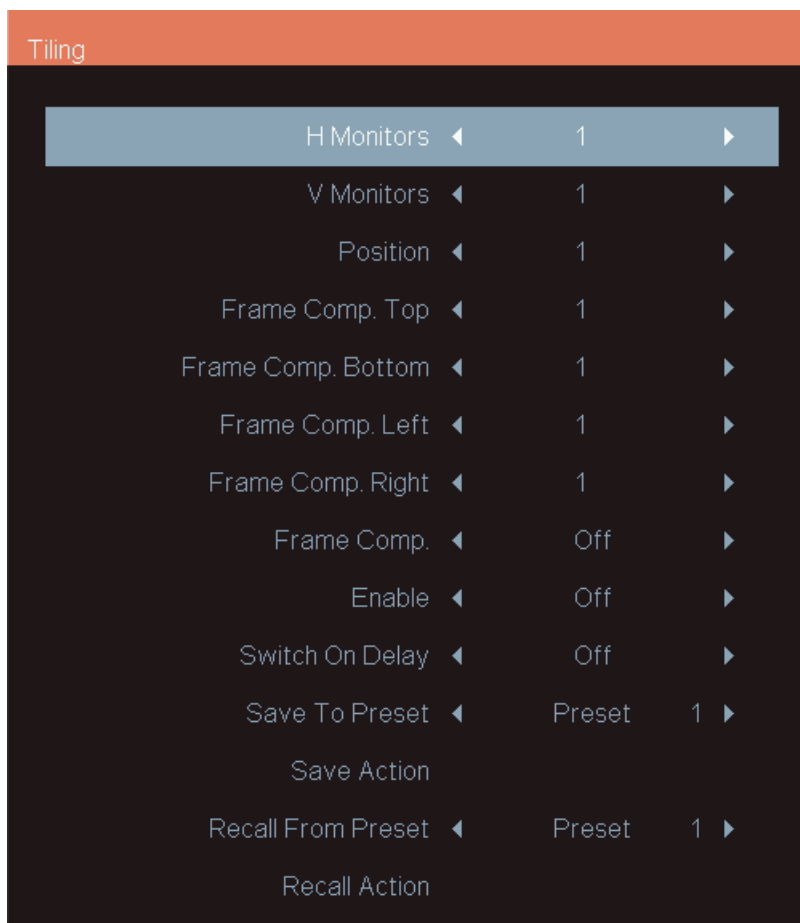 Tiling
H Monitors 1
V Monitors 1
Position 1
Frame Comp. Top 1
Frame Comp. Bottom 1
Frame Comp. Left 1
Frame Comp. Right 1
Frame Comp. Off
Enable Off
Switch On Delay Off
Save To Preset Preset 1
Save Action
Recall From Preset Preset 1
Recall Action